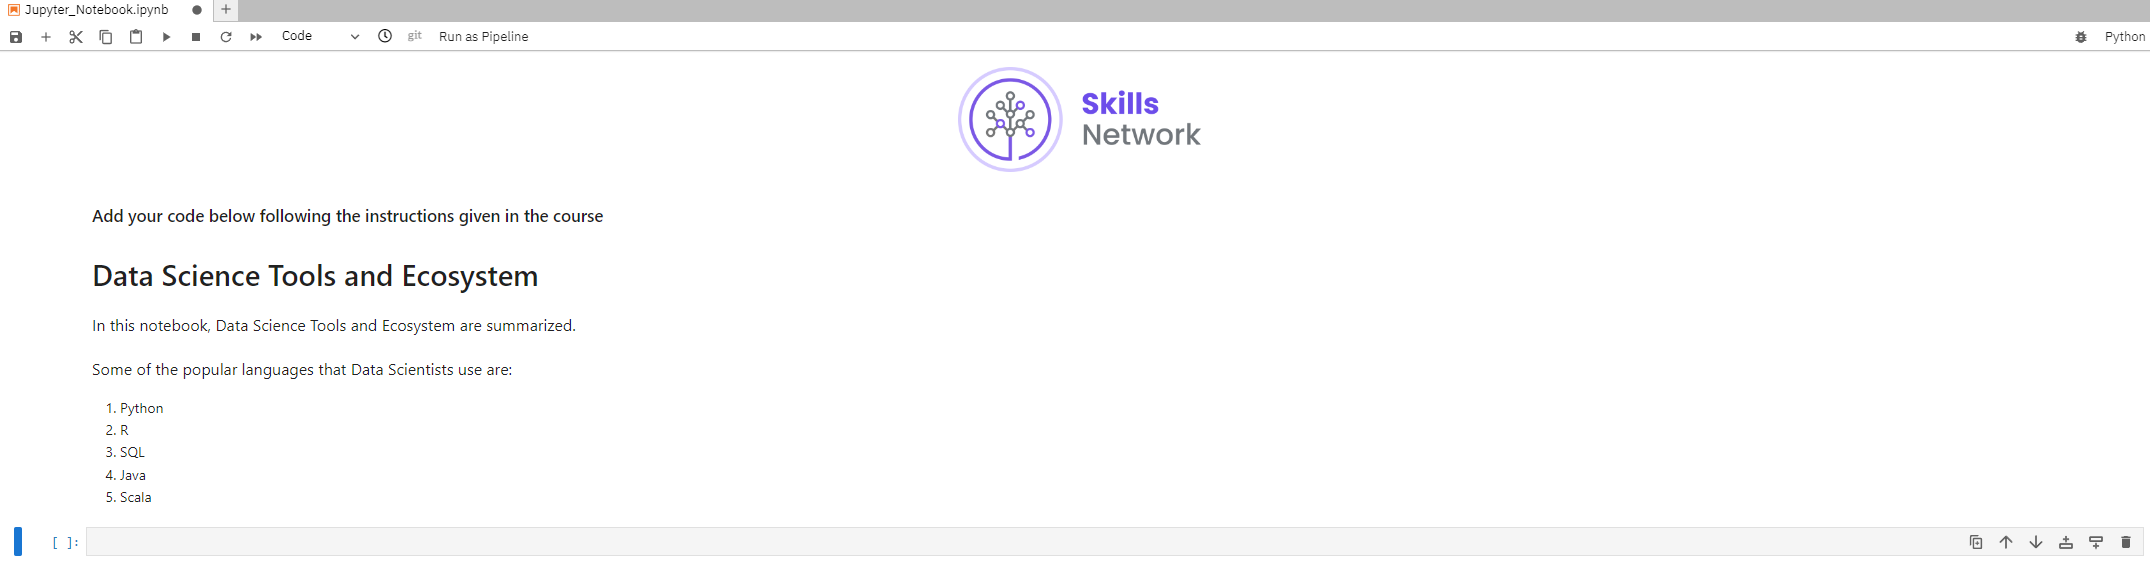 Jupyter_Notebook.ipynb
Code
git
Run as Pipeline
Python
Skills
Network
Add your code below following the instructions given in the course
Data Science Tools and Ecosystem
In this notebook, Data Science Tools and Ecosystem are summarized.
Some of the popular languages that Data Scientists use are:
1. Python
2. R
3. SQL
4. Java
5. Scala
[ ]: